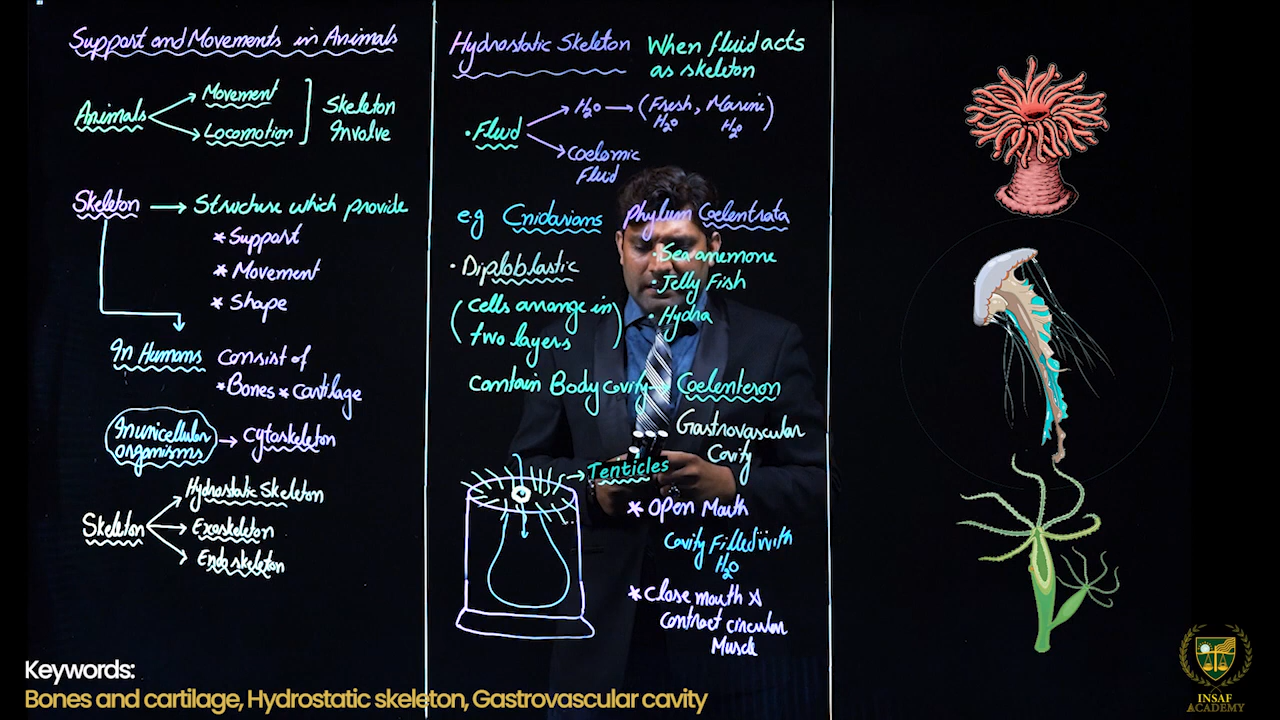 Support and Movements in Animals
Animals
Movement
Locomotion
Skeleton
Involve
Skeleton → Structure which provide
* Support
* Movement
* Shape
In Humans consist of
* Bones * cartilage
In unicellular → cytoskeleton
organisms
Skeleton
Hydrostatic Skeleton
Exoskeleton
Endo skeleton
Hydrostatic Skeleton When fluid acts
as skeleton
• Fluid
H₂O → (Fresh, Marine)
H₂O H₂O
Coelomic
Fluid
e.g Cnidarians phylum Coelentrata
• Diploblastic
(cells arrange in
two layers)
• Sea anemone
• Jelly Fish
• Hydra
contain Body cavity → Coelenteron
Gastrovascular
Cavity
→ Tenticles
* Open Mouth
Cavity Filled with
H₂O
* Close mouth &
contract circular
Muscle
Keywords:
Bones and cartilage, Hydrostatic skeleton, Gastrovascular cavity
INSAF
ACADEMY